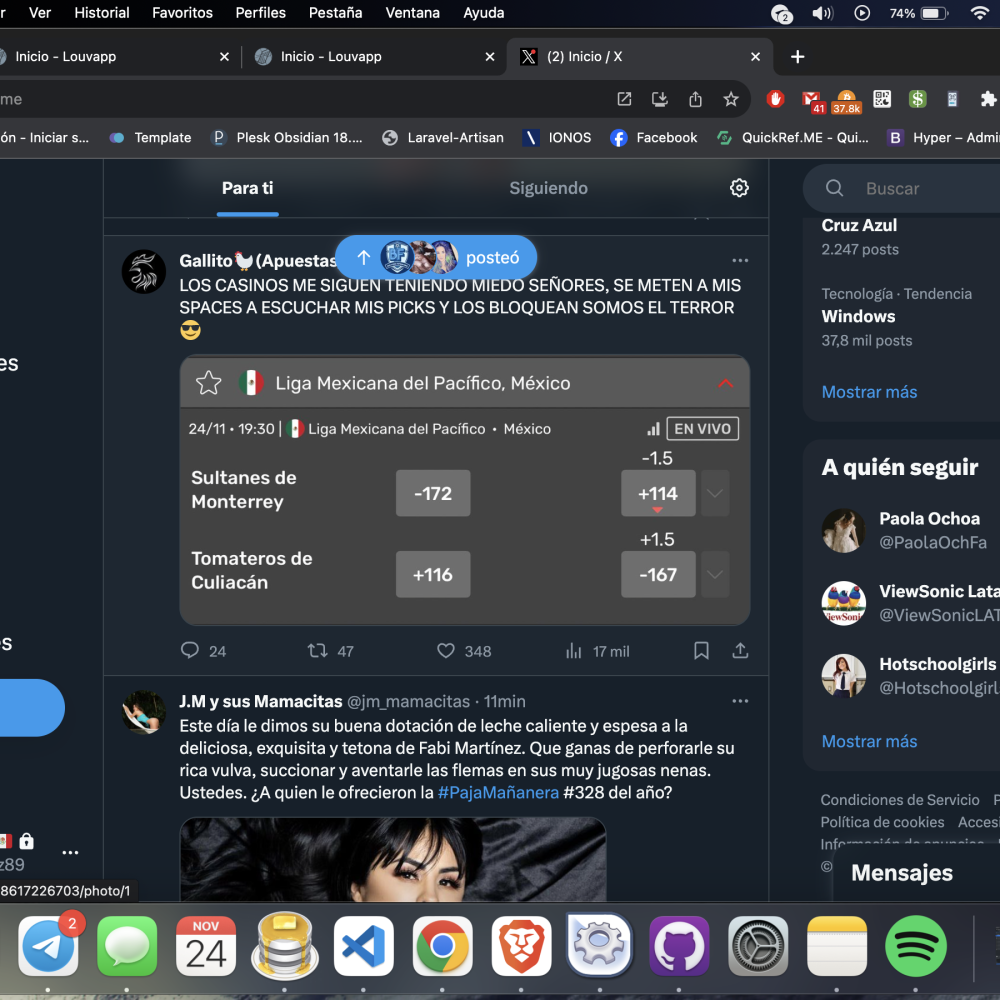 r Ver Historial Favoritos Perfiles Pestaña Ventana Ayuda
2
74%
Inicio - Louvapp
Inicio - Louvapp
(2) Inicio / X
me
41
37.8k
ón - Iniciar s...
Template
Plesk Obsidian 18....
Laravel-Artisan
IONOS
Facebook
QuickRef.ME - Qui...
Hyper – Admi
Para ti
Siguiendo
Buscar
Cruz Azul
2.247 posts
Tecnología · Tendencia
Windows
37,8 mil posts
Mostrar más
posteó
Gallito🐓(Apuestas
LOS CASINOS ME SIGUEN TENIENDO MIEDO SEÑORES, SE METEN A MIS
SPACES A ESCUCHAR MIS PICKS Y LOS BLOQUEAN SOMOS EL TERROR
😎
Liga Mexicana del Pacífico, México
24/11 • 19:30 | Liga Mexicana del Pacífico • México
EN VIVO
-1.5
Sultanes de
Monterrey
-172
+114
+1.5
Tomateros de
Culiacán
+116
-167
24
47
348
17 mil
J.M y sus Mamacitas @jm_mamacitas · 11min
Este día le dimos su buena dotación de leche caliente y espesa a la
deliciosa, exquisita y tetona de Fabi Martínez. Que ganas de perforarle su
rica vulva, succionar y aventarle las flemas en sus muy jugosas nenas.
Ustedes. ¿A quien le ofrecieron la #PajaMañanera #328 del año?
A quién seguir
Paola Ochoa
@PaolaOchFa
ViewSonic Lata
@ViewSonicLAT
Hotschoolgirls
@Hotschoolgirl
Mostrar más
Condiciones de Servicio P
Política de cookies Acces
©
Mensajes
es
s
z89
8617226703/photo/1
2
NOV
24